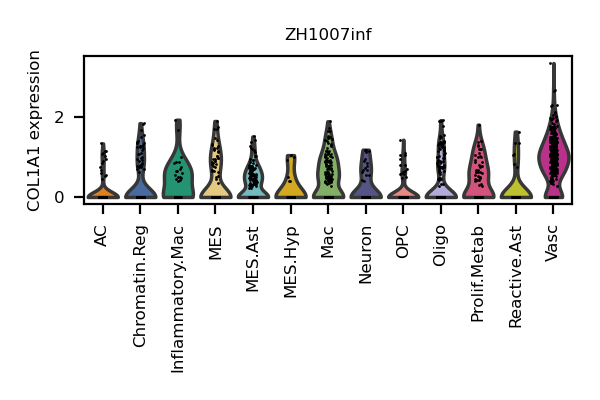 ZH1007inf
COL1A1 expression
2
0
AC
Chromatin.Reg
Inflammatory.Mac
MES
MES.Ast
MES.Hyp
Mac
Neuron
OPC
Oligo
Prolif.Metab
Reactive.Ast
Vasc